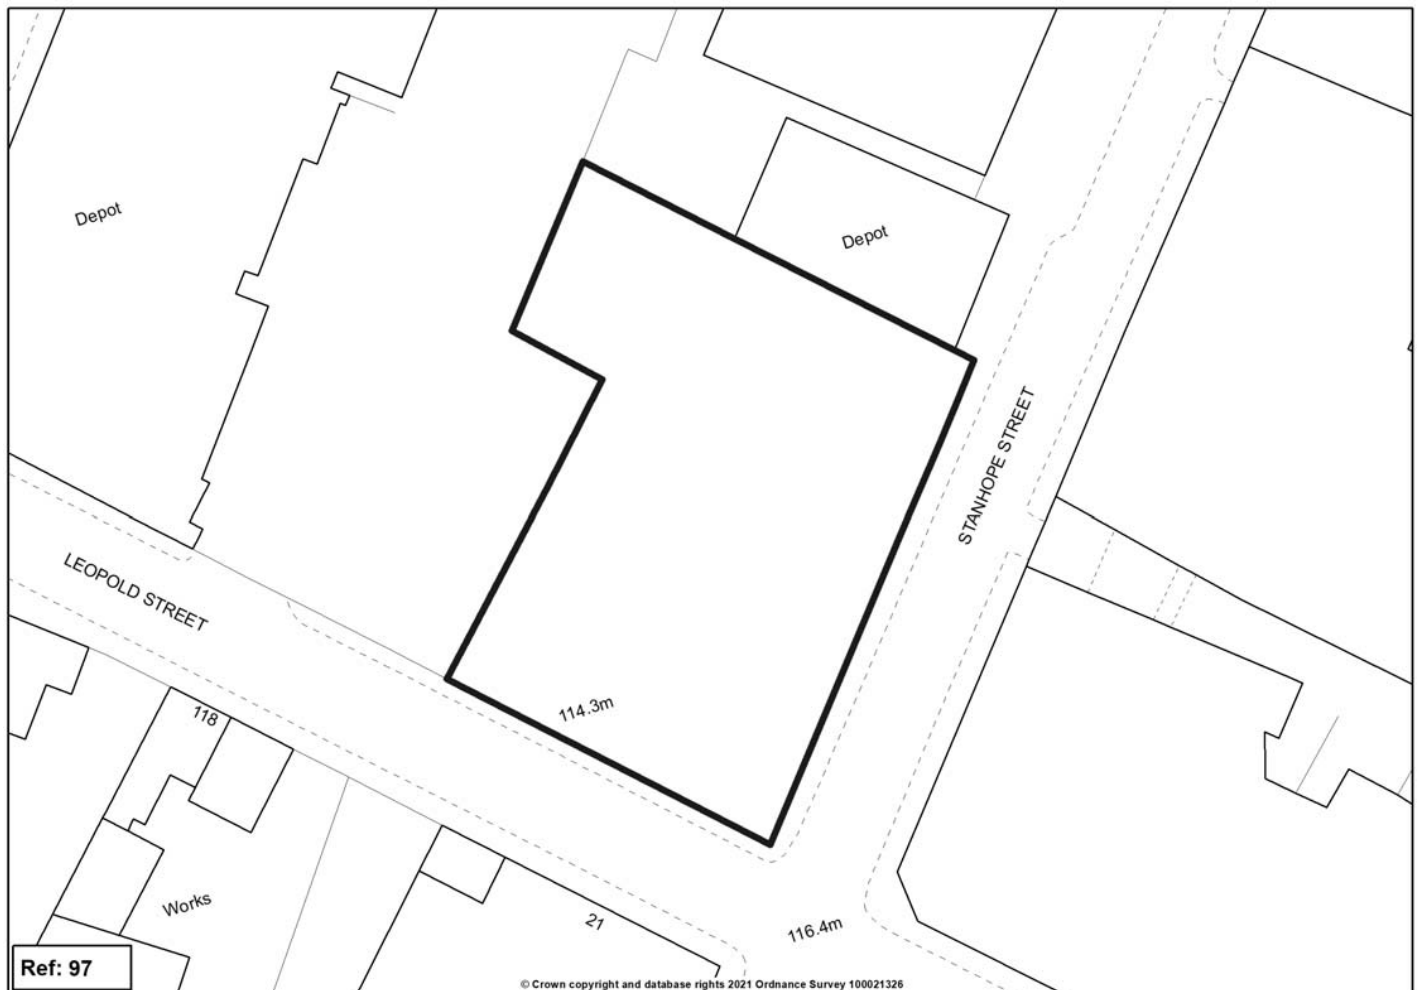 Depot
Depot
STANHOPE STREET
LEOPOLD STREET
114.3m
118
Works
21
116.4m
Ref: 97
© Crown copyright and database rights 2021 Ordnance Survey 100021326